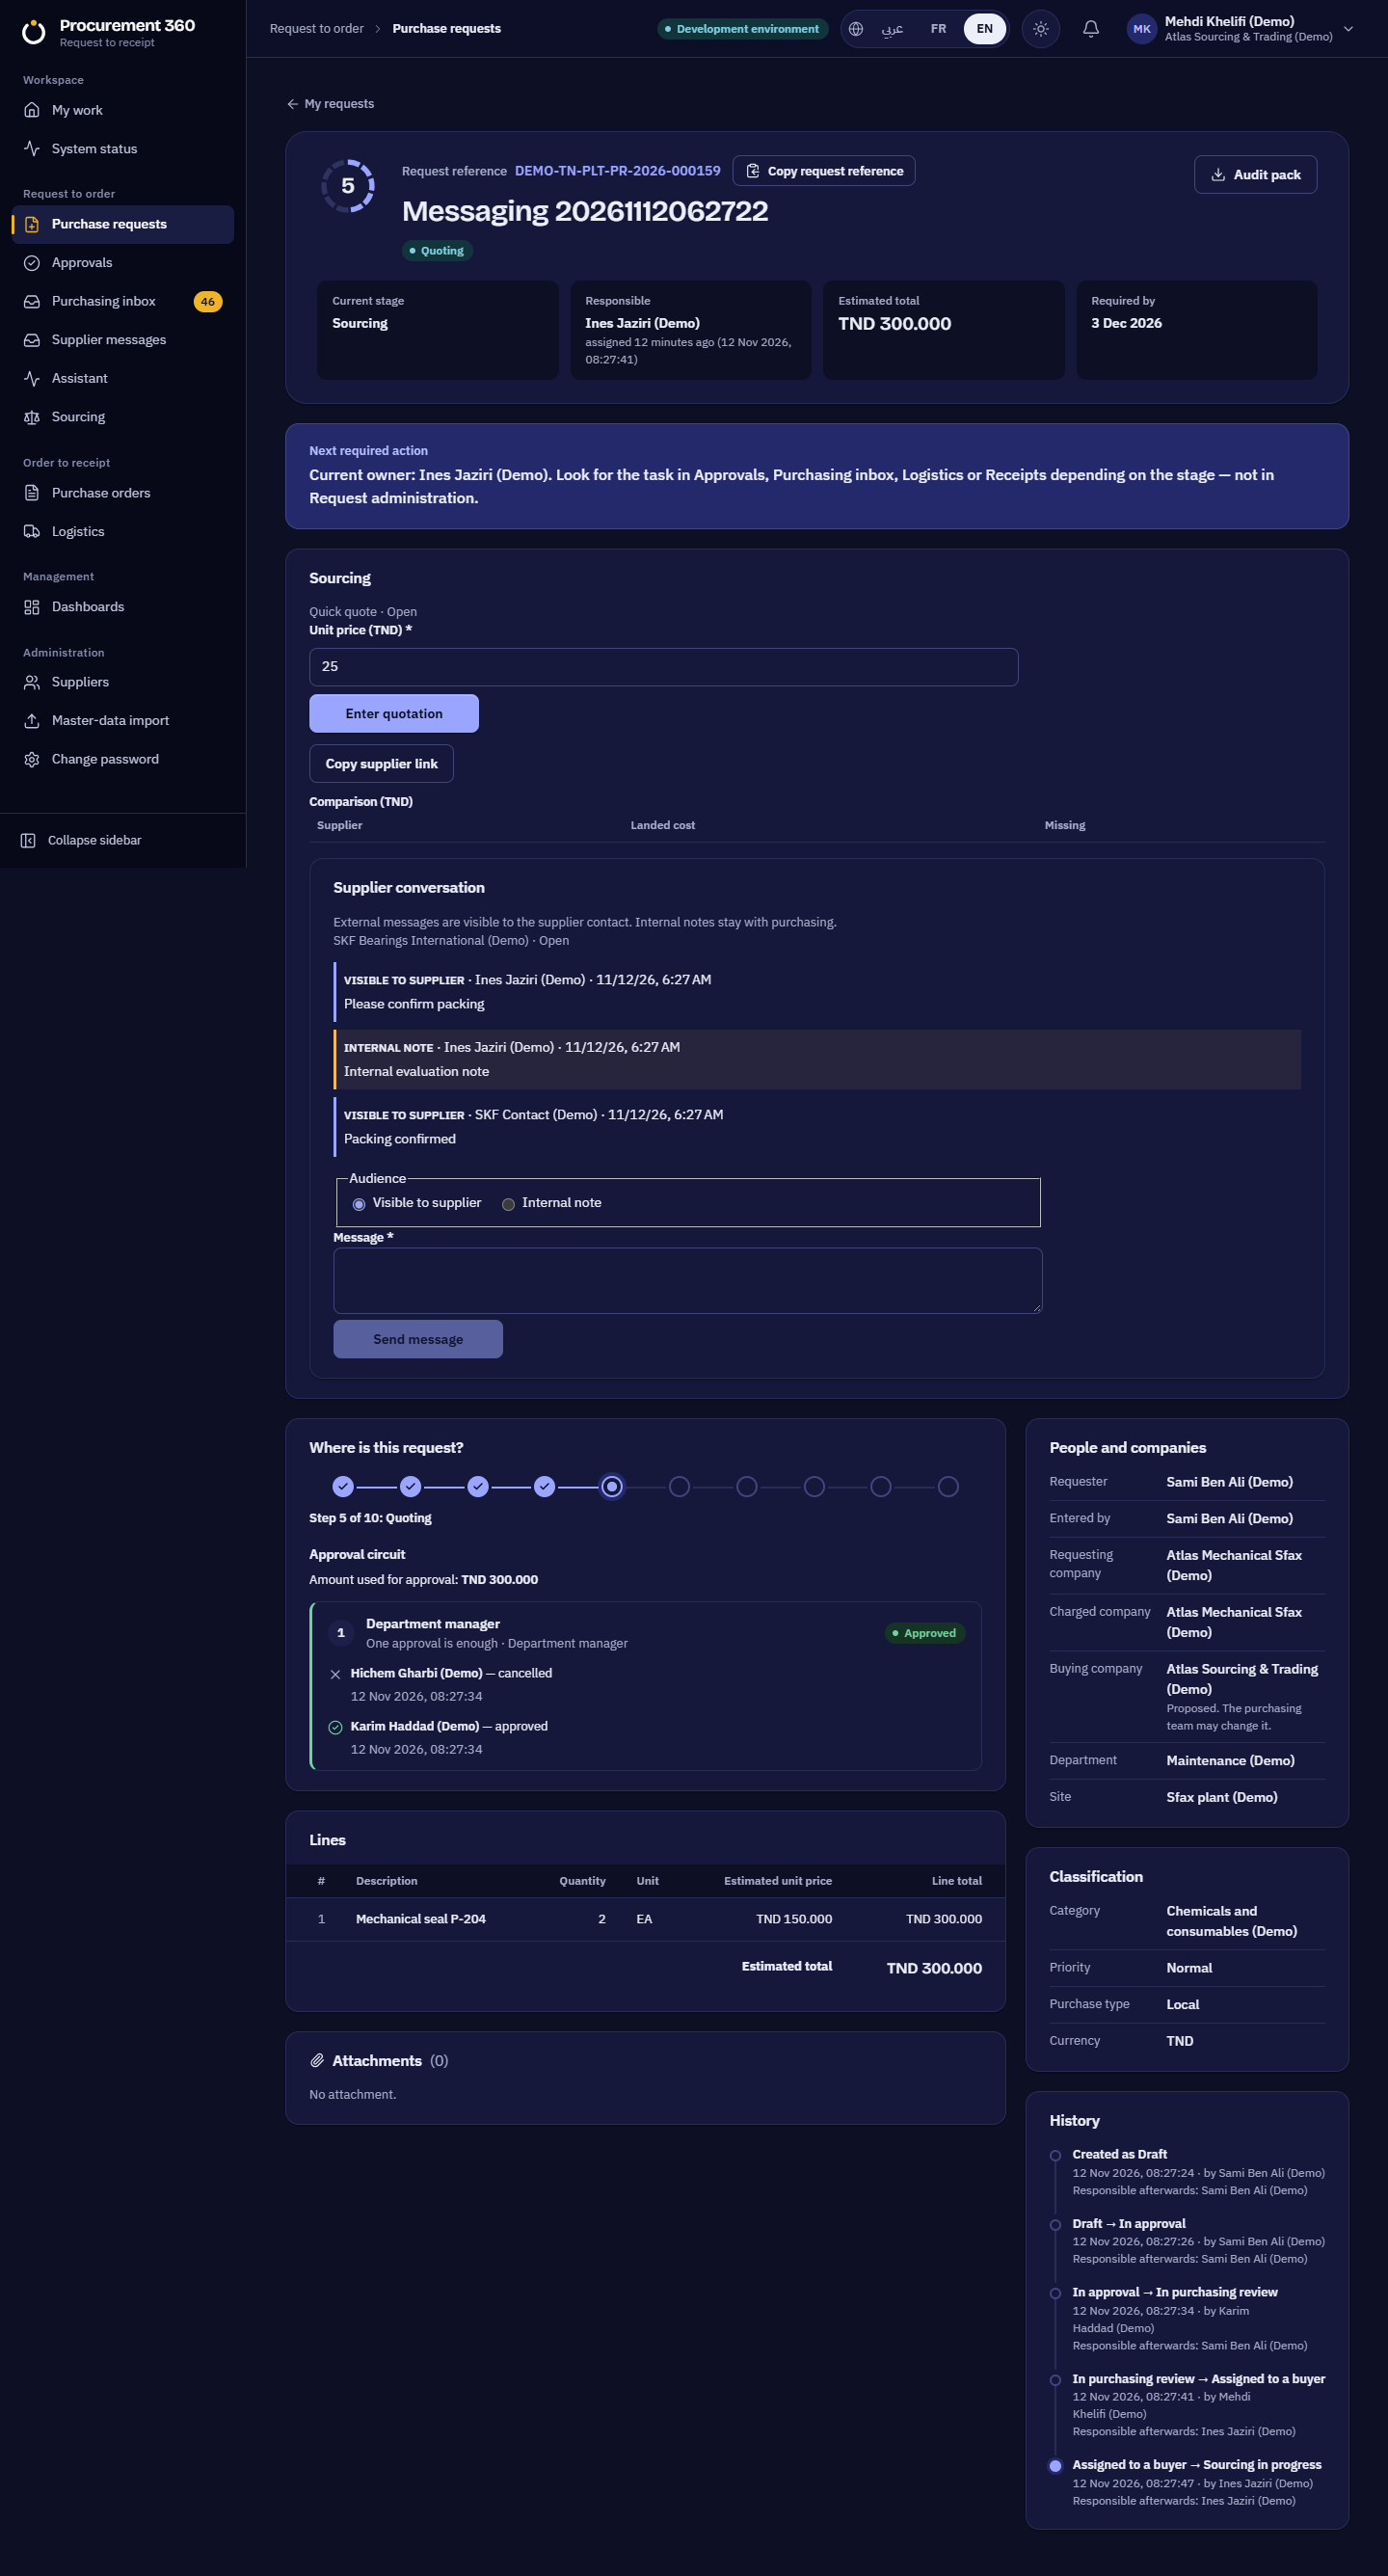 Procurement 360
Request to receipt
Workspace
My work
System status
Request to order
Purchase requests
Approvals
Purchasing inbox 46
Supplier messages
Assistant
Sourcing
Order to receipt
Purchase orders
Logistics
Management
Dashboards
Administration
Suppliers
Master-data import
Change password
Collapse sidebar
Request to order > Purchase requests
Development environment
عربي FR EN
MK
Mehdi Khelifi (Demo)
Atlas Sourcing & Trading (Demo)
← My requests
5
Request reference DEMO-TN-PLT-PR-2026-000159 Copy request reference
Audit pack
Messaging 20261112062722
Quoting
Current stage
Sourcing
Responsible
Ines Jaziri (Demo)
assigned 12 minutes ago (12 Nov 2026,
08:27:41)
Estimated total
TND 300.000
Required by
3 Dec 2026
Next required action
Current owner: Ines Jaziri (Demo). Look for the task in Approvals, Purchasing inbox, Logistics or Receipts depending on the stage — not in
Request administration.
Sourcing
Quick quote · Open
Unit price (TND) *
25
Enter quotation
Copy supplier link
Comparison (TND)
Supplier Landed cost Missing
Supplier conversation
External messages are visible to the supplier contact. Internal notes stay with purchasing.
SKF Bearings International (Demo) · Open
VISIBLE TO SUPPLIER · Ines Jaziri (Demo) · 11/12/26, 6:27 AM
Please confirm packing
INTERNAL NOTE · Ines Jaziri (Demo) · 11/12/26, 6:27 AM
Internal evaluation note
VISIBLE TO SUPPLIER · SKF Contact (Demo) · 11/12/26, 6:27 AM
Packing confirmed
Audience
Visible to supplier Internal note
Message *
Send message
Where is this request?
Step 5 of 10: Quoting
Approval circuit
Amount used for approval: TND 300.000
1
Department manager
One approval is enough · Department manager
Approved
Hichem Gharbi (Demo) — cancelled
12 Nov 2026, 08:27:34
Karim Haddad (Demo) — approved
12 Nov 2026, 08:27:34
Lines
# Description Quantity Unit Estimated unit price Line total
1 Mechanical seal P-204 2 EA TND 150.000 TND 300.000
Estimated total TND 300.000
Attachments (0)
No attachment.
People and companies
Requester Sami Ben Ali (Demo)
Entered by Sami Ben Ali (Demo)
Requesting company
Atlas Mechanical Sfax (Demo)
Charged company
Atlas Mechanical Sfax (Demo)
Buying company
Atlas Sourcing & Trading (Demo)
Proposed. The purchasing
team may change it.
Department Maintenance (Demo)
Site Sfax plant (Demo)
Classification
Category
Chemicals and
consumables (Demo)
Priority Normal
Purchase type Local
Currency TND
History
Created as Draft
12 Nov 2026, 08:27:24 · by Sami Ben Ali (Demo)
Responsible afterwards: Sami Ben Ali (Demo)
Draft → In approval
12 Nov 2026, 08:27:26 · by Sami Ben Ali (Demo)
Responsible afterwards: Sami Ben Ali (Demo)
In approval → In purchasing review
12 Nov 2026, 08:27:34 · by Karim
Haddad (Demo)
Responsible afterwards: Sami Ben Ali (Demo)
In purchasing review → Assigned to a buyer
12 Nov 2026, 08:27:41 · by Mehdi
Khelifi (Demo)
Responsible afterwards: Ines Jaziri (Demo)
Assigned to a buyer → Sourcing in progress
12 Nov 2026, 08:27:47 · by Ines Jaziri (Demo)
Responsible afterwards: Ines Jaziri (Demo)